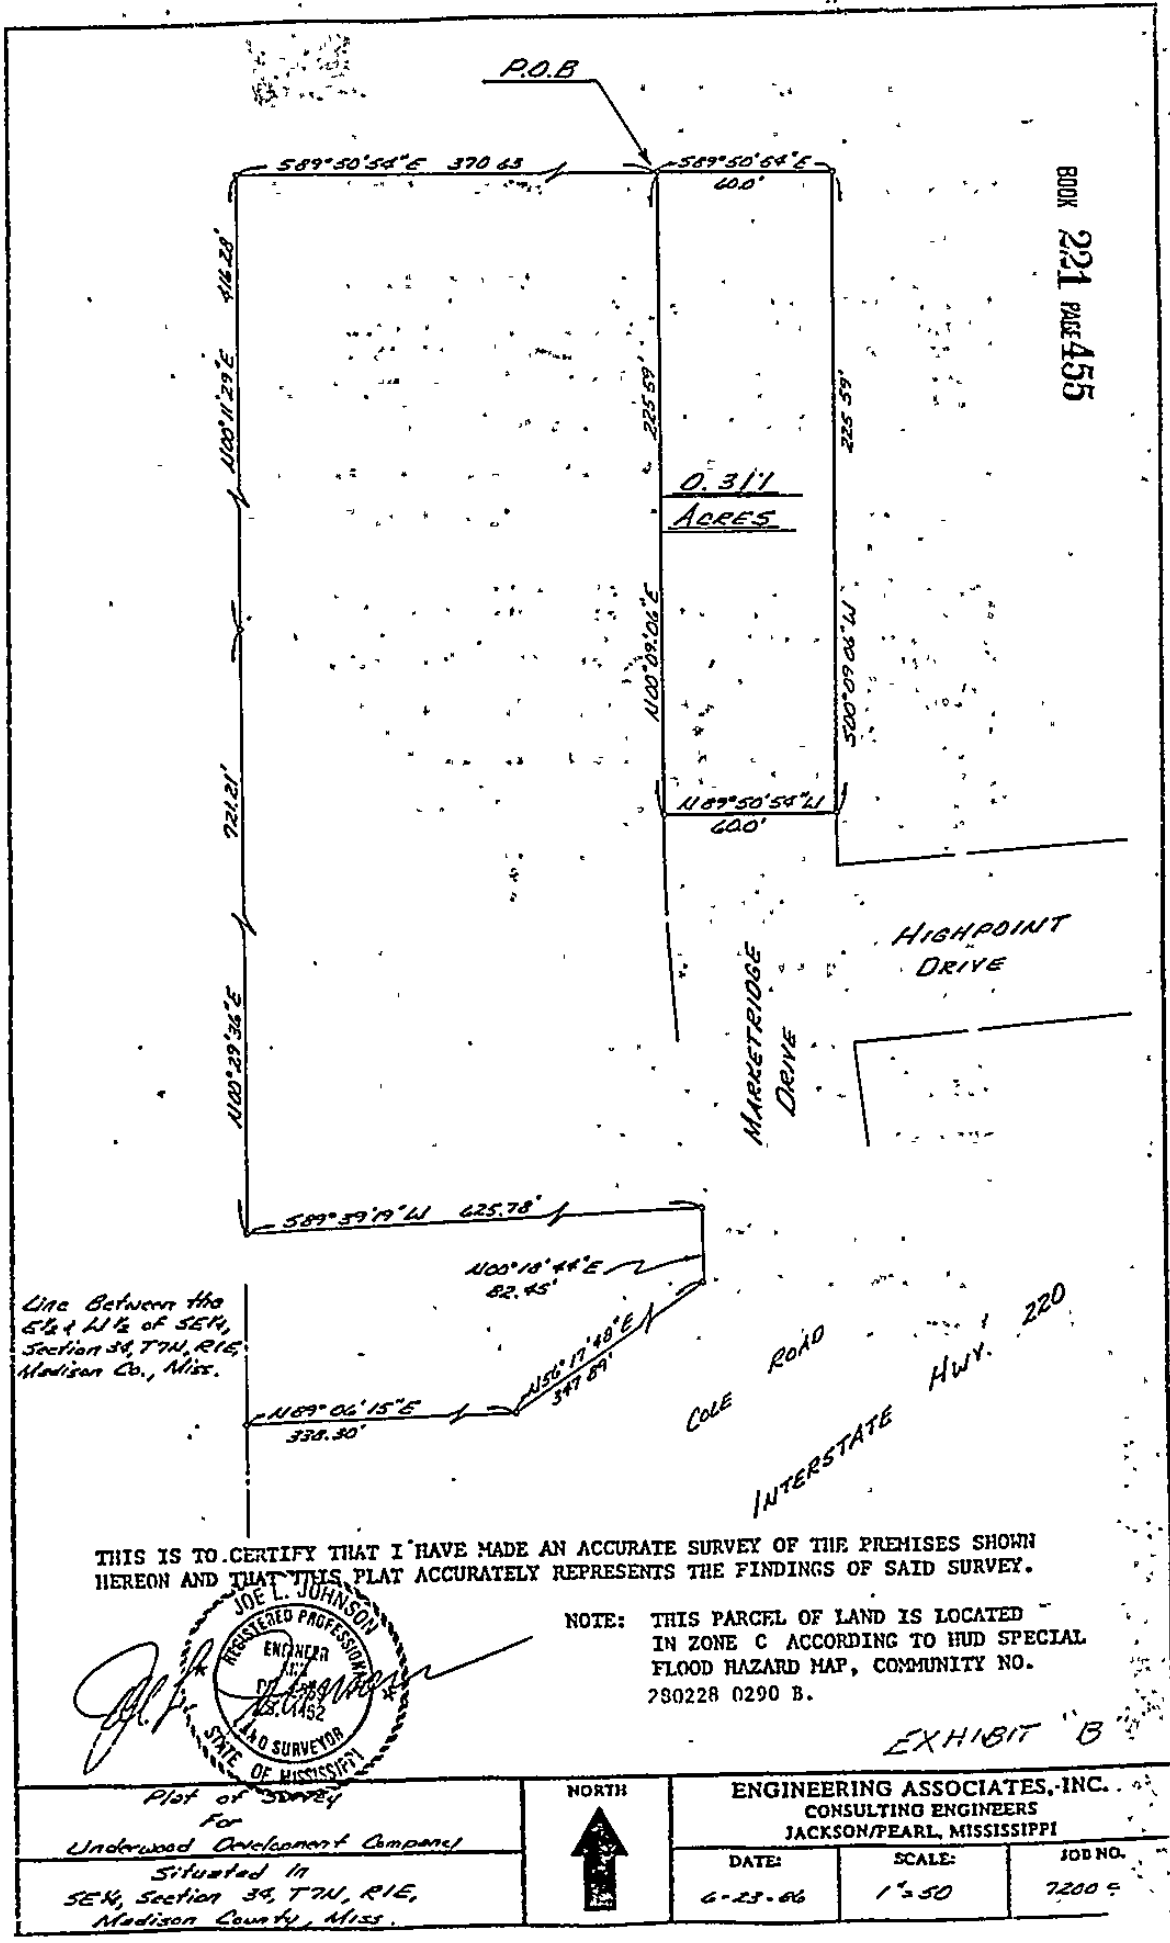 P.O.B
S89°50'54"E 370.65
S89°50'54"E
60.0'
BOOK 221 PAGE 455
N00°11'29"E 416.28'
225.59'
225.59'
0.311
ACRES
N00°09'06"E
S00°09'06"W
N89°50'54"W
60.0'
721.21'
N00°29'36"E
HIGHPOINT
DRIVE
MARKETRIDGE
DRIVE
S89°39'19"W 625.78'
N00°18'44"E
82.45'
Line Between the
E½ & W½ of SE¼,
Section 34, T7N, R1E,
Madison Co., Miss.
N56°17'48"E
347.89'
N89°06'15"E
338.30'
COLE ROAD
INTERSTATE HWY. 220
THIS IS TO CERTIFY THAT I HAVE MADE AN ACCURATE SURVEY OF THE PREMISES SHOWN
HEREON AND THAT THIS PLAT ACCURATELY REPRESENTS THE FINDINGS OF SAID SURVEY.
JOE L. JOHNSON
REGISTERED PROFESSIONAL
ENGINEER
LAND SURVEYOR
STATE OF MISSISSIPPI
NOTE: THIS PARCEL OF LAND IS LOCATED
IN ZONE C ACCORDING TO HUD SPECIAL
FLOOD HAZARD MAP, COMMUNITY NO.
280228 0290 B.
EXHIBIT "B
Plat of Survey
For
Underwood Development Company
Situated In
SE¼, Section 34, T7N, R1E,
Madison County, Miss.
NORTH
ENGINEERING ASSOCIATES, INC.
CONSULTING ENGINEERS
JACKSON/PEARL, MISSISSIPPI
DATE:
6-23-86
SCALE:
1"=50
JOB NO.
7200